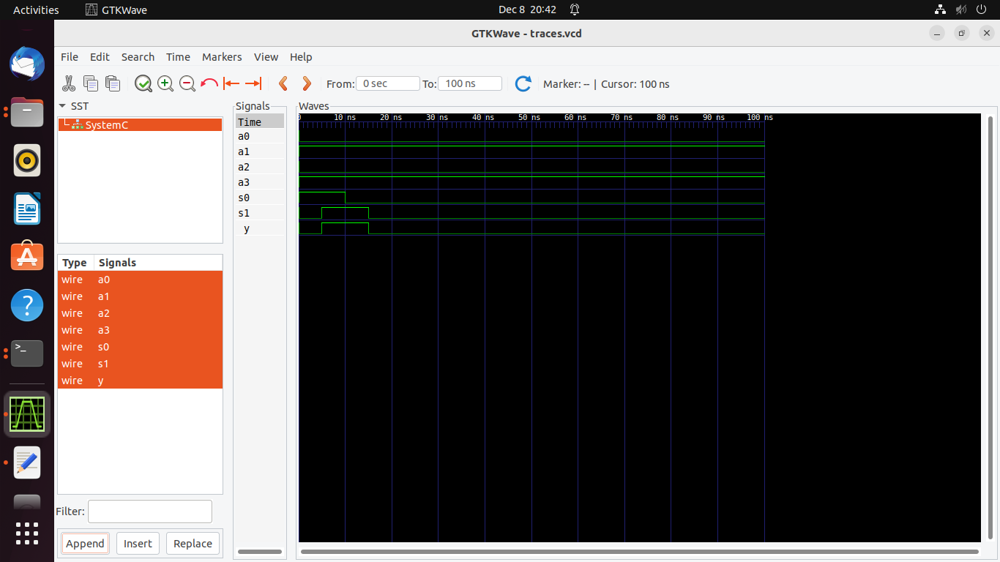 Activities GTKWave Dec 8 20:42
GTKWave - traces.vcd
File Edit Search Time Markers View Help
From: 0 sec To: 100 ns Marker: -- | Cursor: 100 ns
SST
SystemC
Type Signals
wire a0
wire a1
wire a2
wire a3
wire s0
wire s1
wire y
Filter:
Append Insert Replace
Signals
Time
a0
a1
a2
a3
s0
s1
y
Waves
0 10 ns 20 ns 30 ns 40 ns 50 ns 60 ns 70 ns 80 ns 90 ns 100 ns